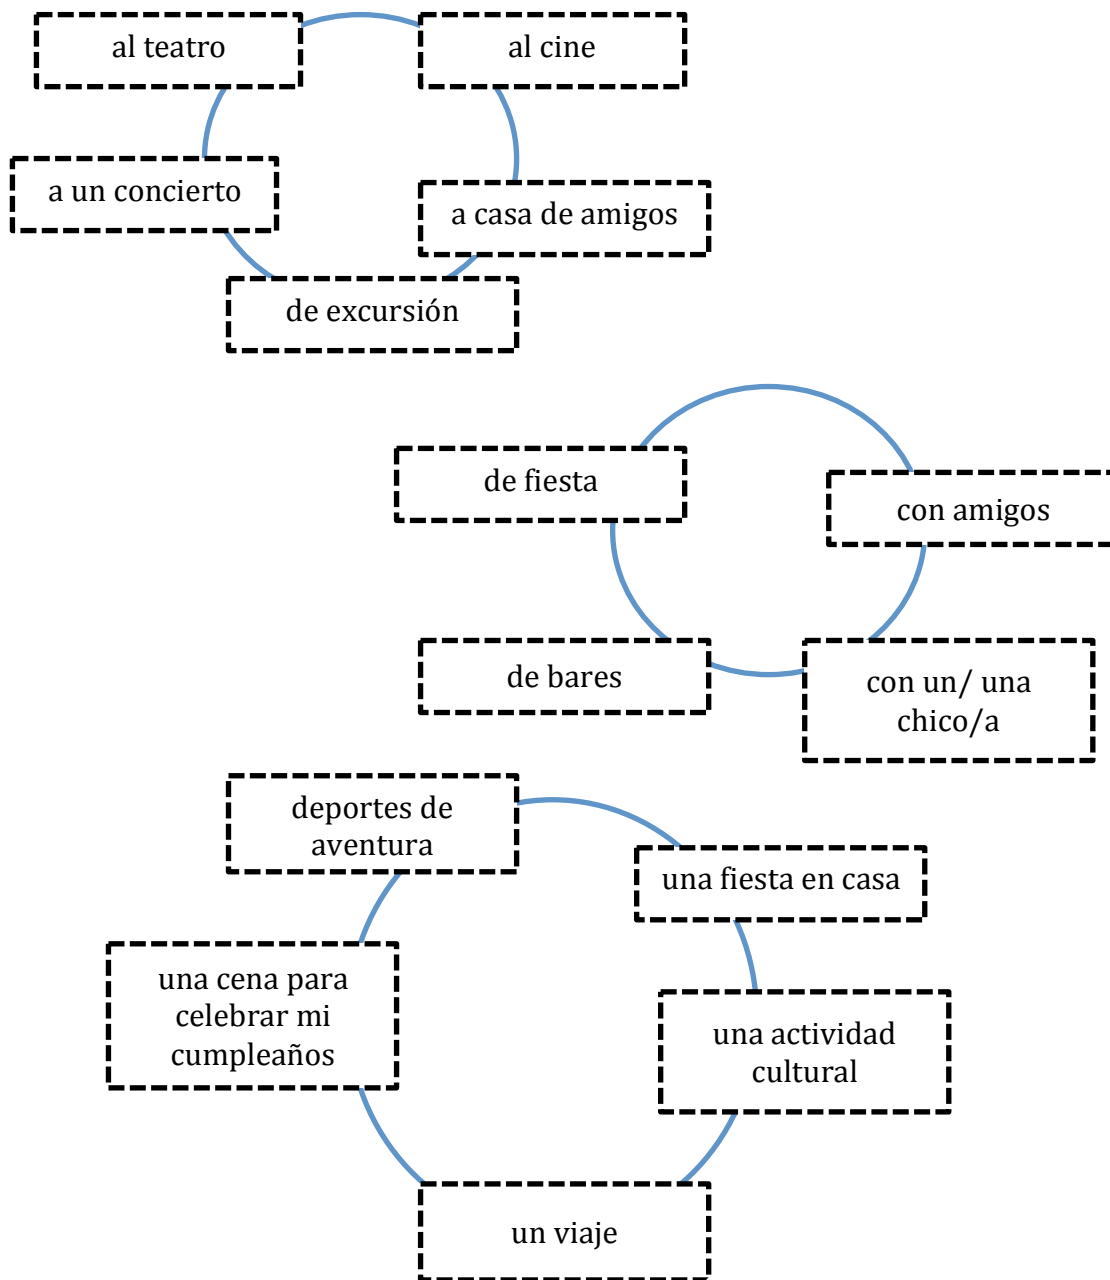 al teatro
al cine
a un concierto
a casa de amigos
de excursión
de fiesta
con amigos
de bares
con un/ una
chico/a
deportes de
aventura
una fiesta en casa
una cena para
celebrar mi
cumpleaños
una actividad
cultural
un viaje